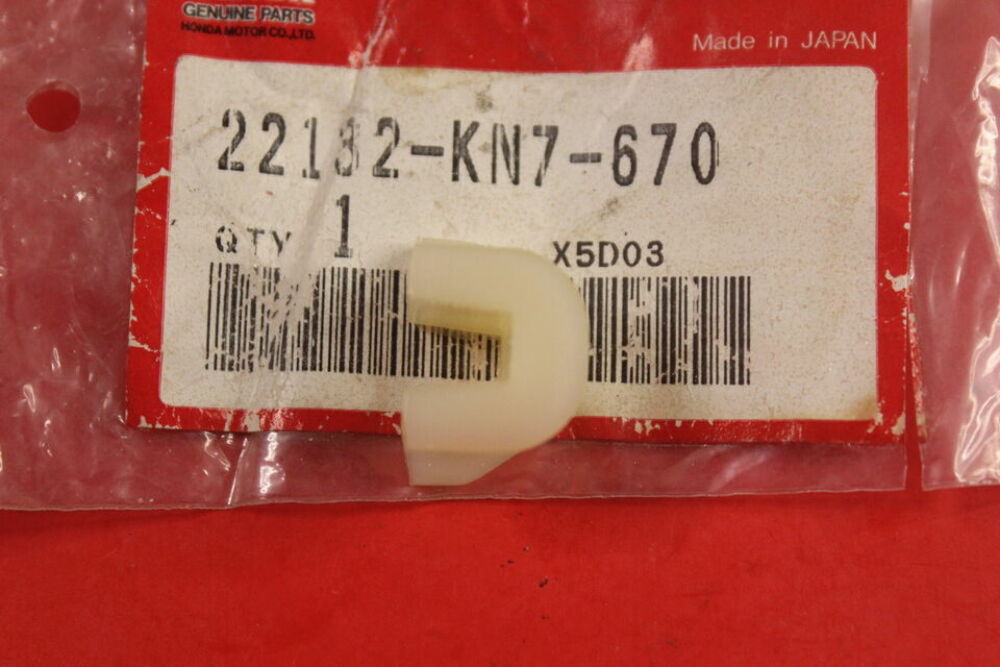 GENUINE PARTS
HONDA MOTOR CO.,LTD.
Made in JAPAN
22132-KN7-670
QTY 1
X5D03